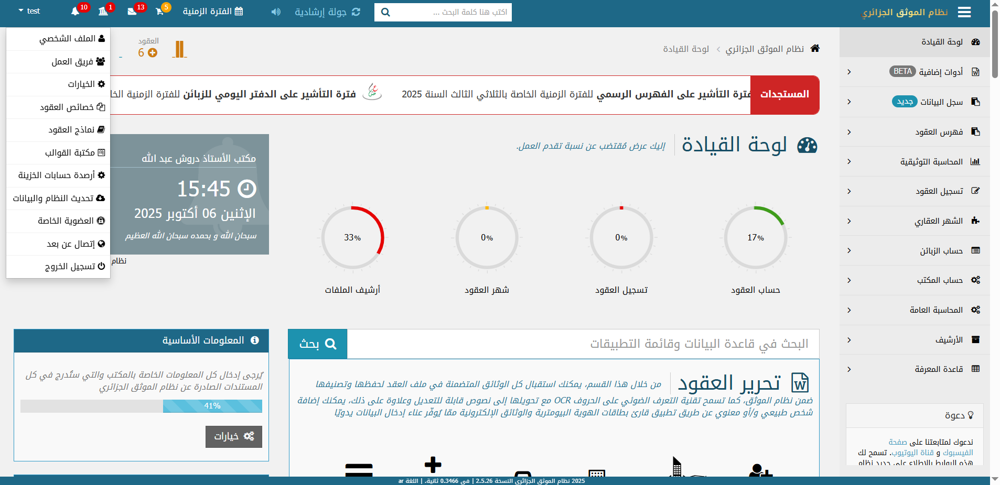 نظام الموثق الجزائري
اكتب هنا كلمة البحث ...
جولة إرشادية
الفترة الزمنية
5
13
1
10
test
الملف الشخصي
فريق العمل
الخيارات
خصائص العقود
نماذج العقود
مكتبة القوالب
أرصدة حسابات الخزينة
تحديث النظام والبيانات
العضوية الخاصة
إتصال عن بعد
تسجيل الخروج
لوحة القيادة
أدوات إضافية BETA
سجل البيانات جديد
فهرس العقود
المحاسبة التوثيقية
تسجيل العقود
الشهر العقاري
حساب الزبائن
حساب المكتب
المحاسبة العامة
الأرشيف
قاعدة المعرفة
دعوة
ندعوك لمتابعتنا على صفحة
الفيسبوك و قناة اليوتيوب. تسمح لك
هذه الروابط بالإطلاع على جديد نظام
نظام الموثق الجزائري
لوحة القيادة
العقود
6
المستجدات
فترة التأشير على الفهرس الرسمي للفترة الزمنية الخاصة بالثلاثي الثالث السنة 2025
فترة التأشير على الدفتر اليومي للزبائن للفترة الزمنية
لوحة القيادة
إليك عرض مُقتضب عن نسبة تقدم العمل.
مكتب الأستاذ دروش عبد الله
15:45
الإثنين 06 أكتوبر 2025
سبحان الله و بحمده سبحان الله العظيم
نظام
17%
0%
0%
33%
حساب العقود
تسجيل العقود
شهر العقود
أرشيف الملفات
البحث في قاعدة البيانات وقائمة التطبيقات
بحث
تحرير العقود
من خلال هذا القسم، يمكنك استقبال كل الوثائق المتضمنة في ملف العقد لحفظها وتصنيفها
ضمن نظام الموثق، كما تسمح تقنية التعرف الضوئي على الحروف OCR مع تحويلها إلى نصوص قابلة للتعديل وعلاوة على ذلك، يمكنك إضافة
شخص طبيعي و/أو معنوي عن طريق تطبيق قارئ بطاقات الهوية البيومترية والوثائق الإلكترونية ممّا يُوفّر عناء إدخال البيانات يدويّا
المعلومات الأساسية
يُرجى إدخال كل المعلومات الخاصة بالمكتب والتي ستُدرج في كل
المستندات الصادرة عن نظام الموثق الجزائري
41%
خيارات
2025 نظام الموثق الجزائري النسخة 2.5.26 | في 0.3466 ثانية. | اللغة ar